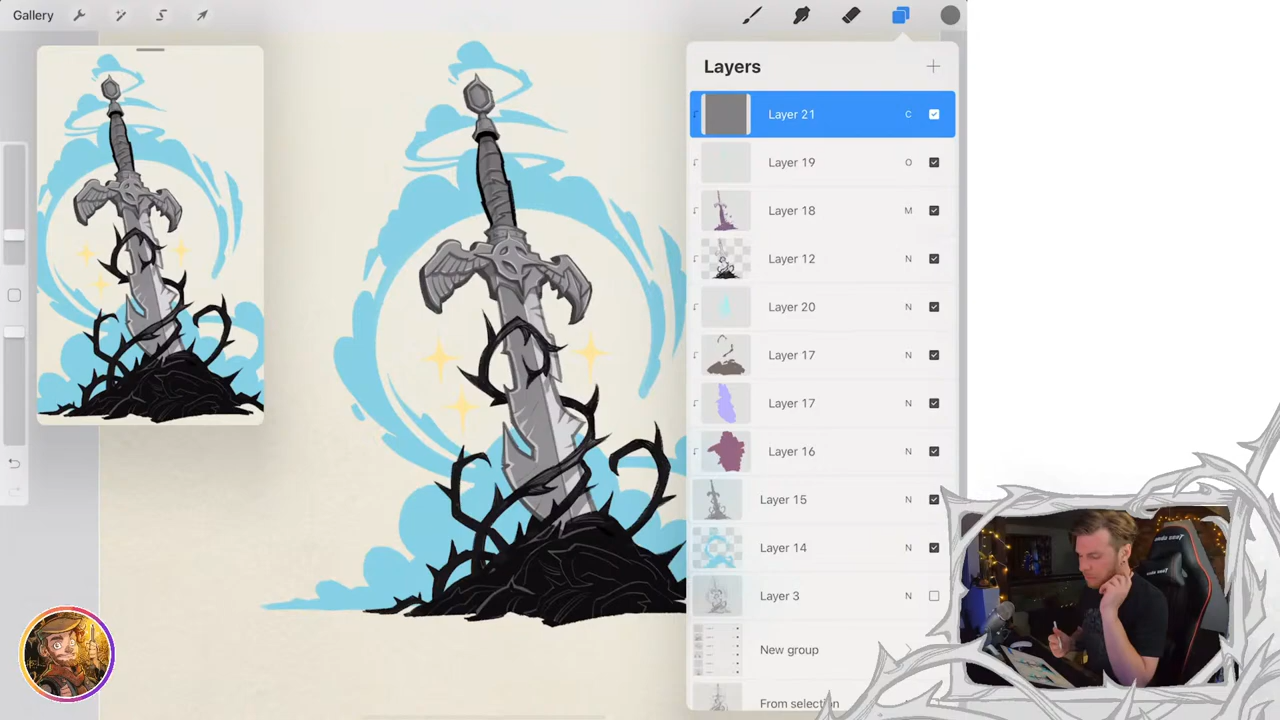 Gallery
Layers
Layer 21
C
Layer 19
O
Layer 18
M
Layer 12
N
Layer 20
N
Layer 17
N
Layer 17
N
Layer 16
N
Layer 15
N
Layer 14
N
Layer 3
N
New group
From selection